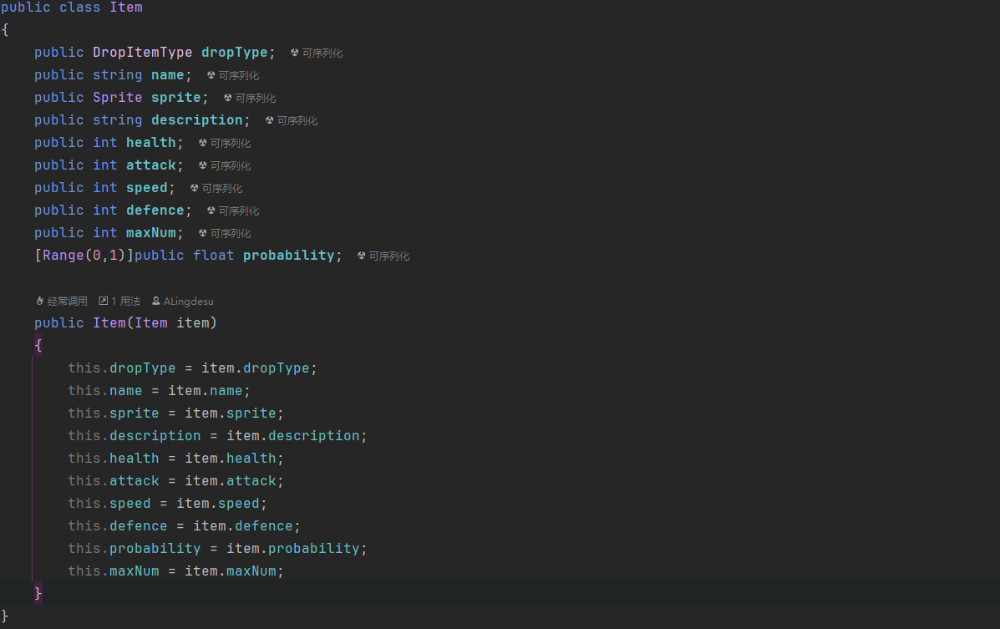 public class Item
{
    public DropItemType dropType; 可序列化
    public string name; 可序列化
    public Sprite sprite; 可序列化
    public string description; 可序列化
    public int health; 可序列化
    public int attack; 可序列化
    public int speed; 可序列化
    public int defence; 可序列化
    public int maxNum; 可序列化
    [Range(0,1)]public float probability; 可序列化
    经常调用 1 用法 ALingdesu
    public Item(Item item)
    {
        this.dropType = item.dropType;
        this.name = item.name;
        this.sprite = item.sprite;
        this.description = item.description;
        this.health = item.health;
        this.attack = item.attack;
        this.speed = item.speed;
        this.defence = item.defence;
        this.probability = item.probability;
        this.maxNum = item.maxNum;
    }
}